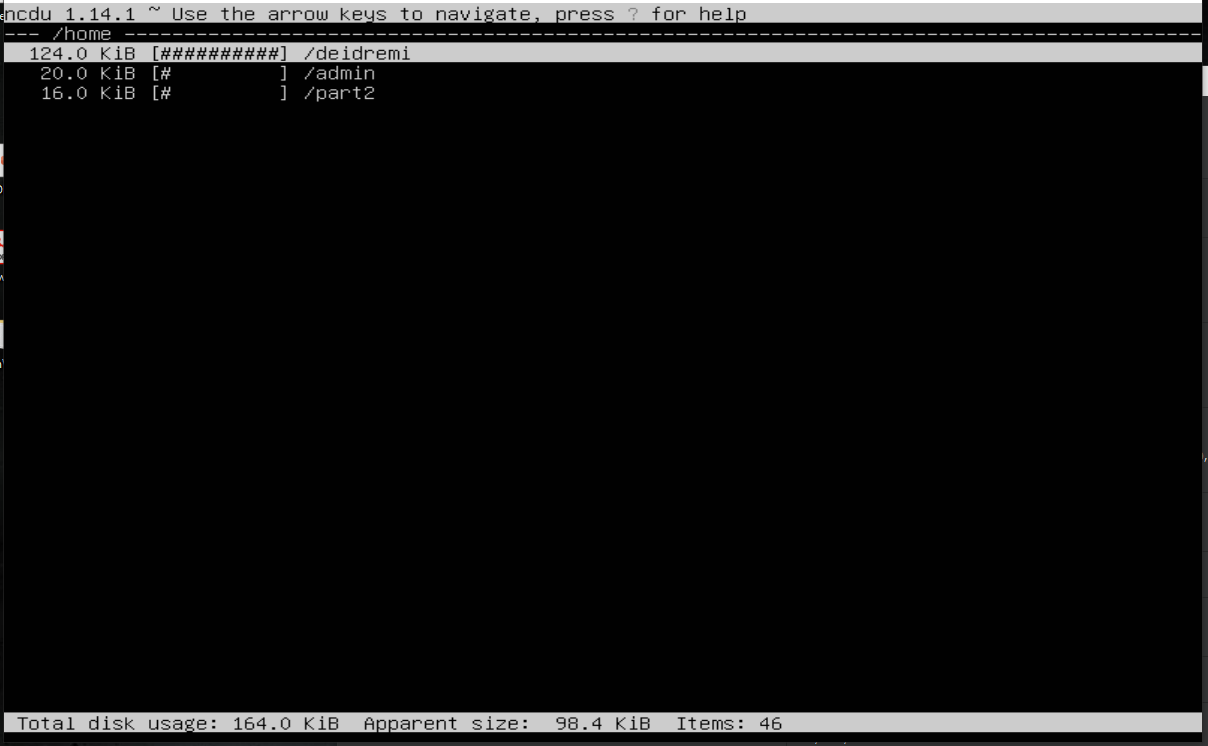 ncdu 1.14.1 ~ Use the arrow keys to navigate, press ? for help
--- /home ------------------------------------------------------------------------------------------
  124.0 KiB [##########] /deidremi
   20.0 KiB [#         ] /admin
   16.0 KiB [#         ] /part2
 Total disk usage: 164.0 KiB  Apparent size:  98.4 KiB  Items: 46